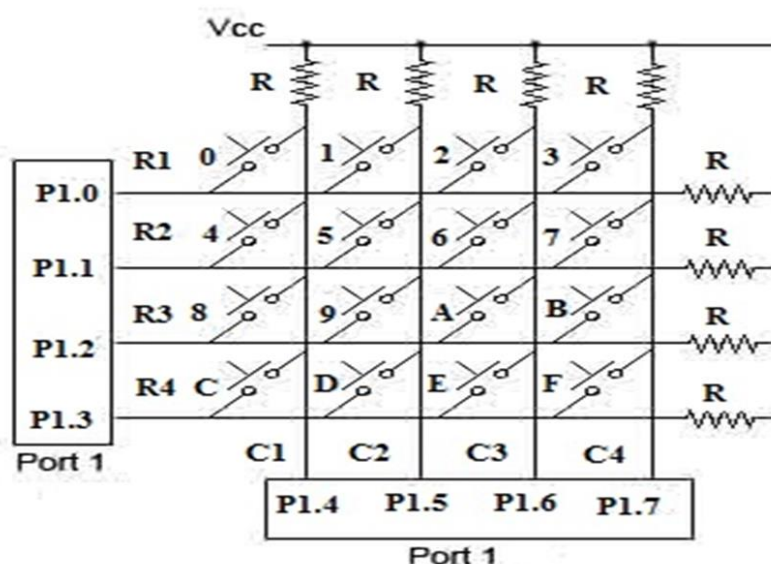 Vcc
R R R R
R1 0 1 2 3 R
P1.0
R2 4 5 6 7 R
P1.1
R3 8 9 A B R
P1.2
R4 C D E F R
P1.3
Port 1 C1 C2 C3 C4
P1.4 P1.5 P1.6 P1.7
Port 1